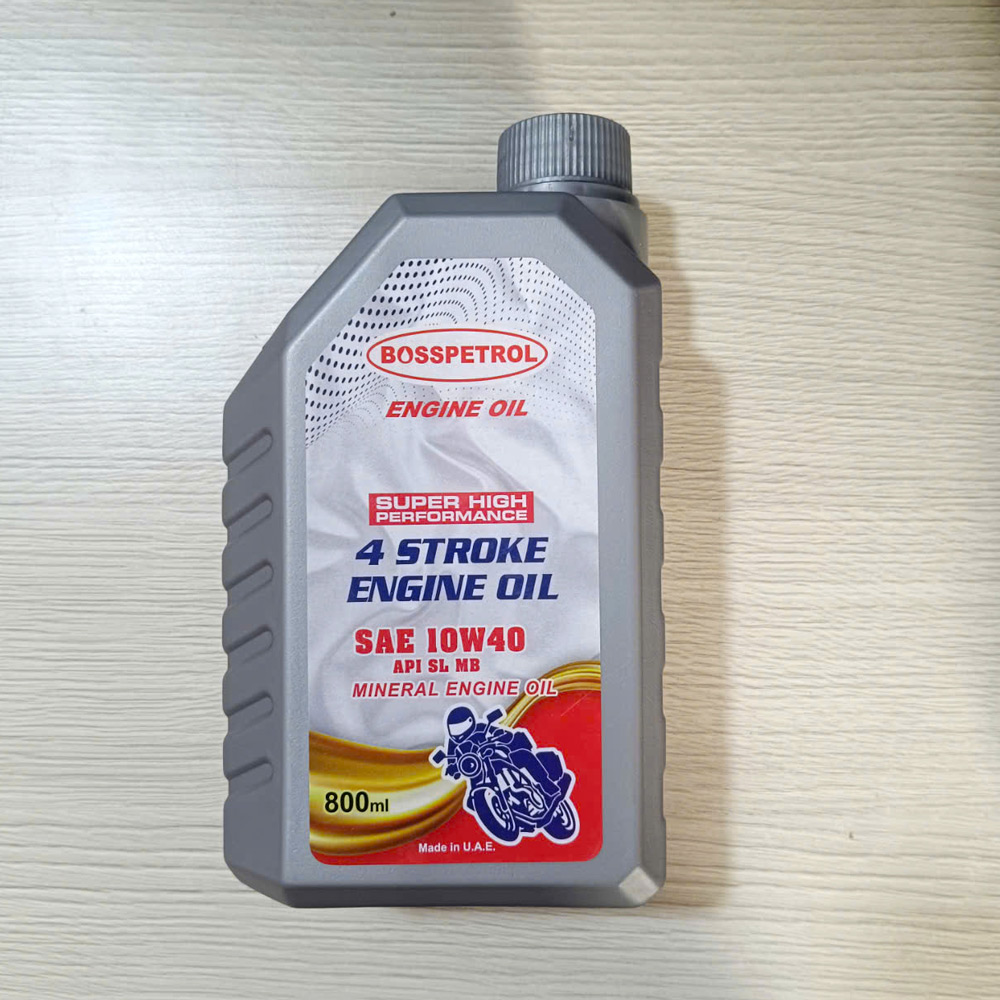 BOSSPETROL
ENGINE OIL
SUPER HIGH
PERFORMANCE
4 STROKE
ENGINE OIL
SAE 10W40
API SL MB
MINERAL ENGINE OIL
800ml
Made in U.A.E.